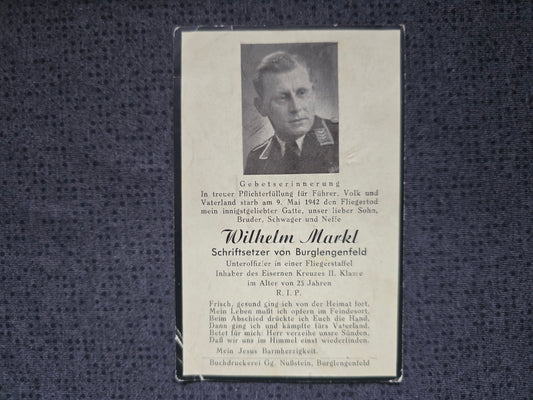 Gebetserinnerung
In treuer Pflichterfüllung für Führer, Volk und
Vaterland starb am 9. Mai 1942 den Fliegertod
mein innigstgeliebter Gatte, unser lieber Sohn,
Bruder, Schwager und Neffe
Wilhelm Markl
Schriftsetzer von Burglengenfeld
Unteroffizier in einer Fliegerstaffel
Inhaber des Eisernen Kreuzes II. Klasse
im Alter von 25 Jahren
R. I. P.
Frisch, gesund ging ich von der Heimat fort,
Mein Leben mußt ich opfern im Feindesort,
Beim Abschied drückte ich Euch die Hand,
Dann ging ich und kämpfte fürs Vaterland.
Betet für mich: Herr verzeihe unsre Sünden,
Daß wir uns im Himmel einst wiederfinden.
Mein Jesus Barmherzigkeit.
Buchdruckerei Gg. Nußstein, Burglengenfeld